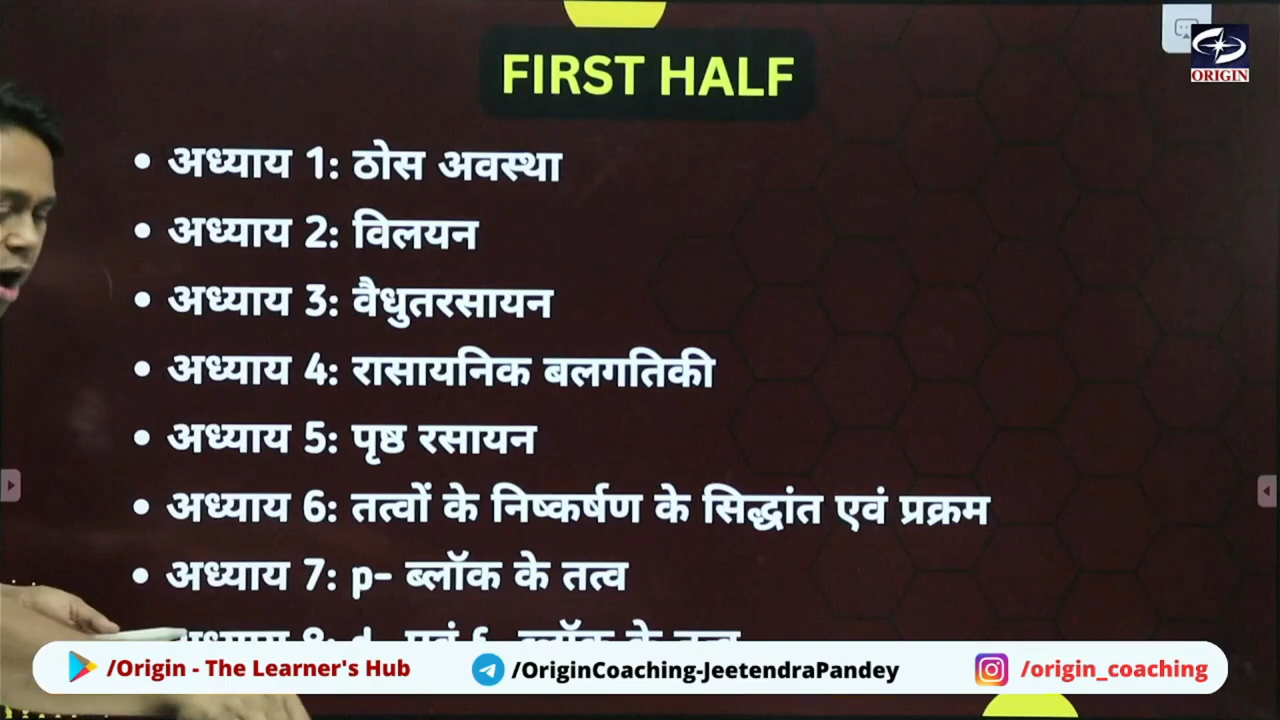 FIRST HALF
ORIGIN
• अध्याय 1: ठोस अवस्था
• अध्याय 2: विलयन
• अध्याय 3: वैधुतरसायन
• अध्याय 4: रासायनिक बलगतिकी
• अध्याय 5: पृष्ठ रसायन
• अध्याय 6: तत्वों के निष्कर्षण के सिद्धांत एवं प्रक्रम
• अध्याय 7: p- ब्लॉक के तत्व
/Origin - The Learner's Hub
/OriginCoaching-JeetendraPandey
/origin_coaching